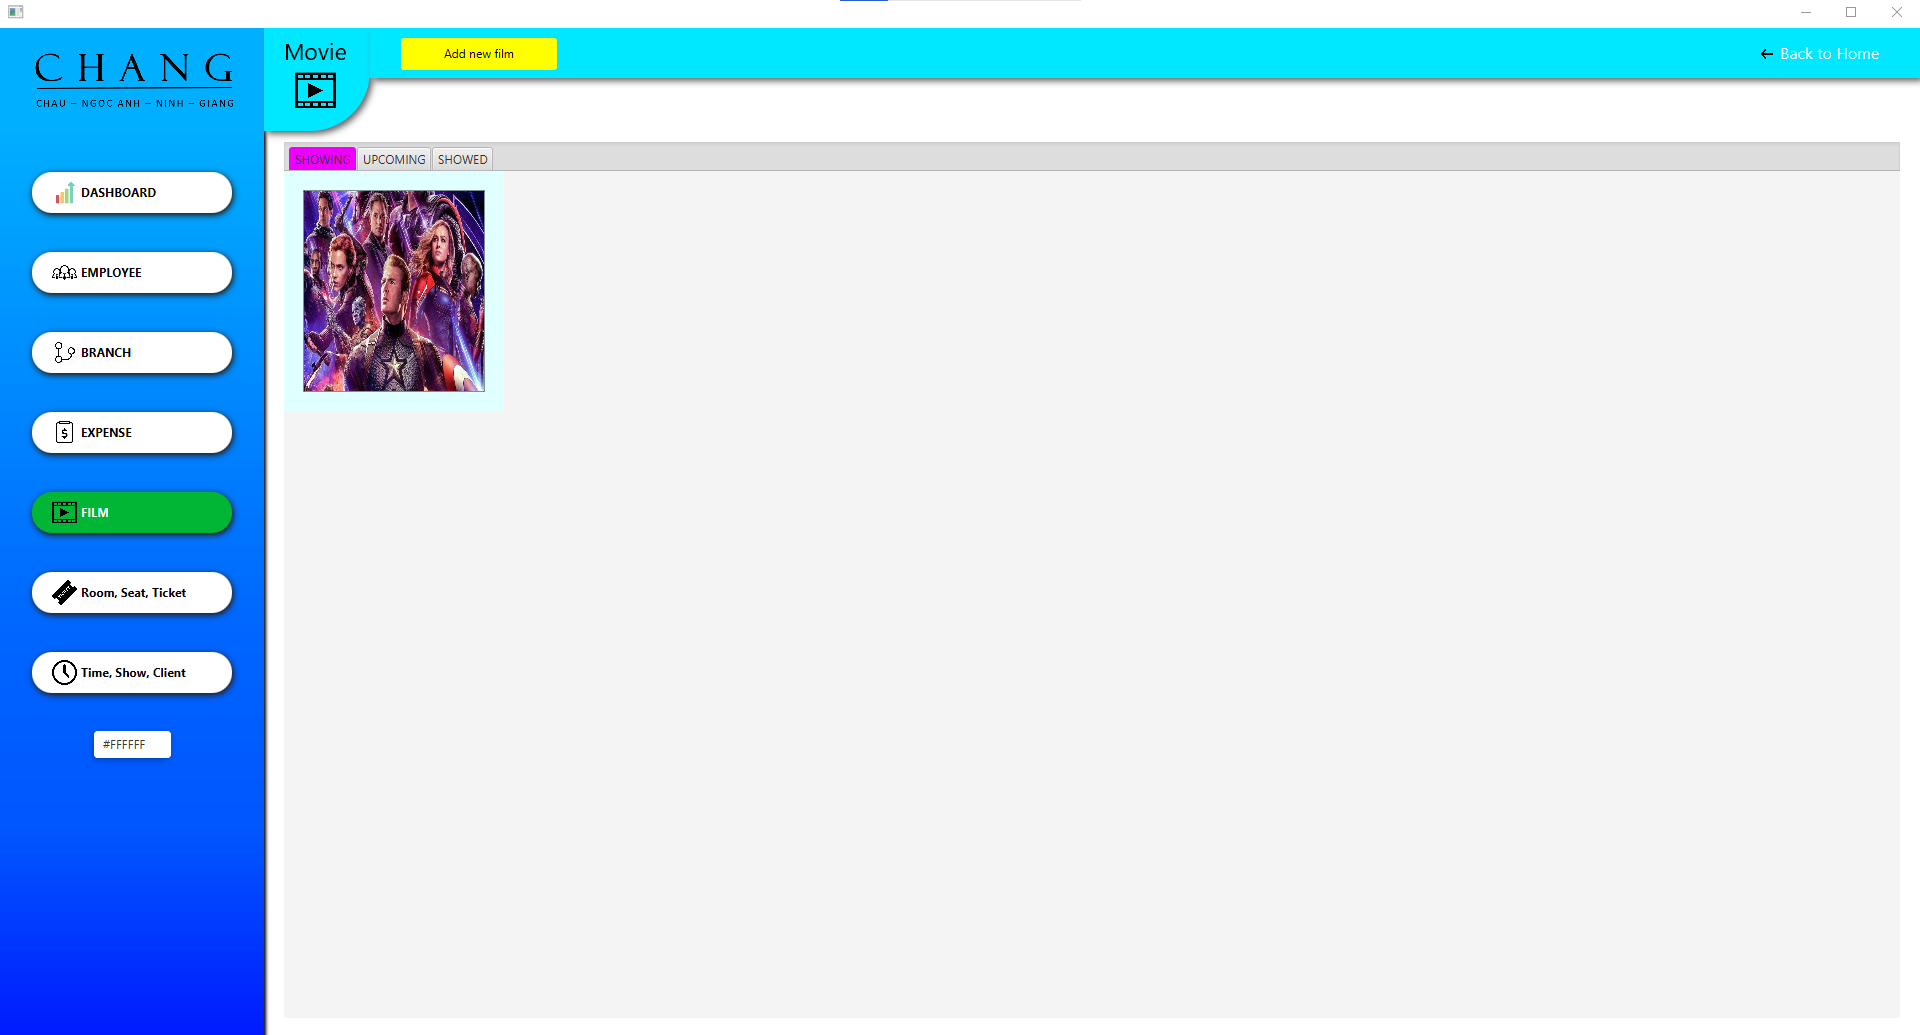 CHANG
CHAU – NGOC ANH – NINH – GIANG
Movie
Add new film
Back to Home
SHOWING
UPCOMING
SHOWED
DASHBOARD
EMPLOYEE
BRANCH
EXPENSE
FILM
Room, Seat, Ticket
Time, Show, Client
#FFFFFF